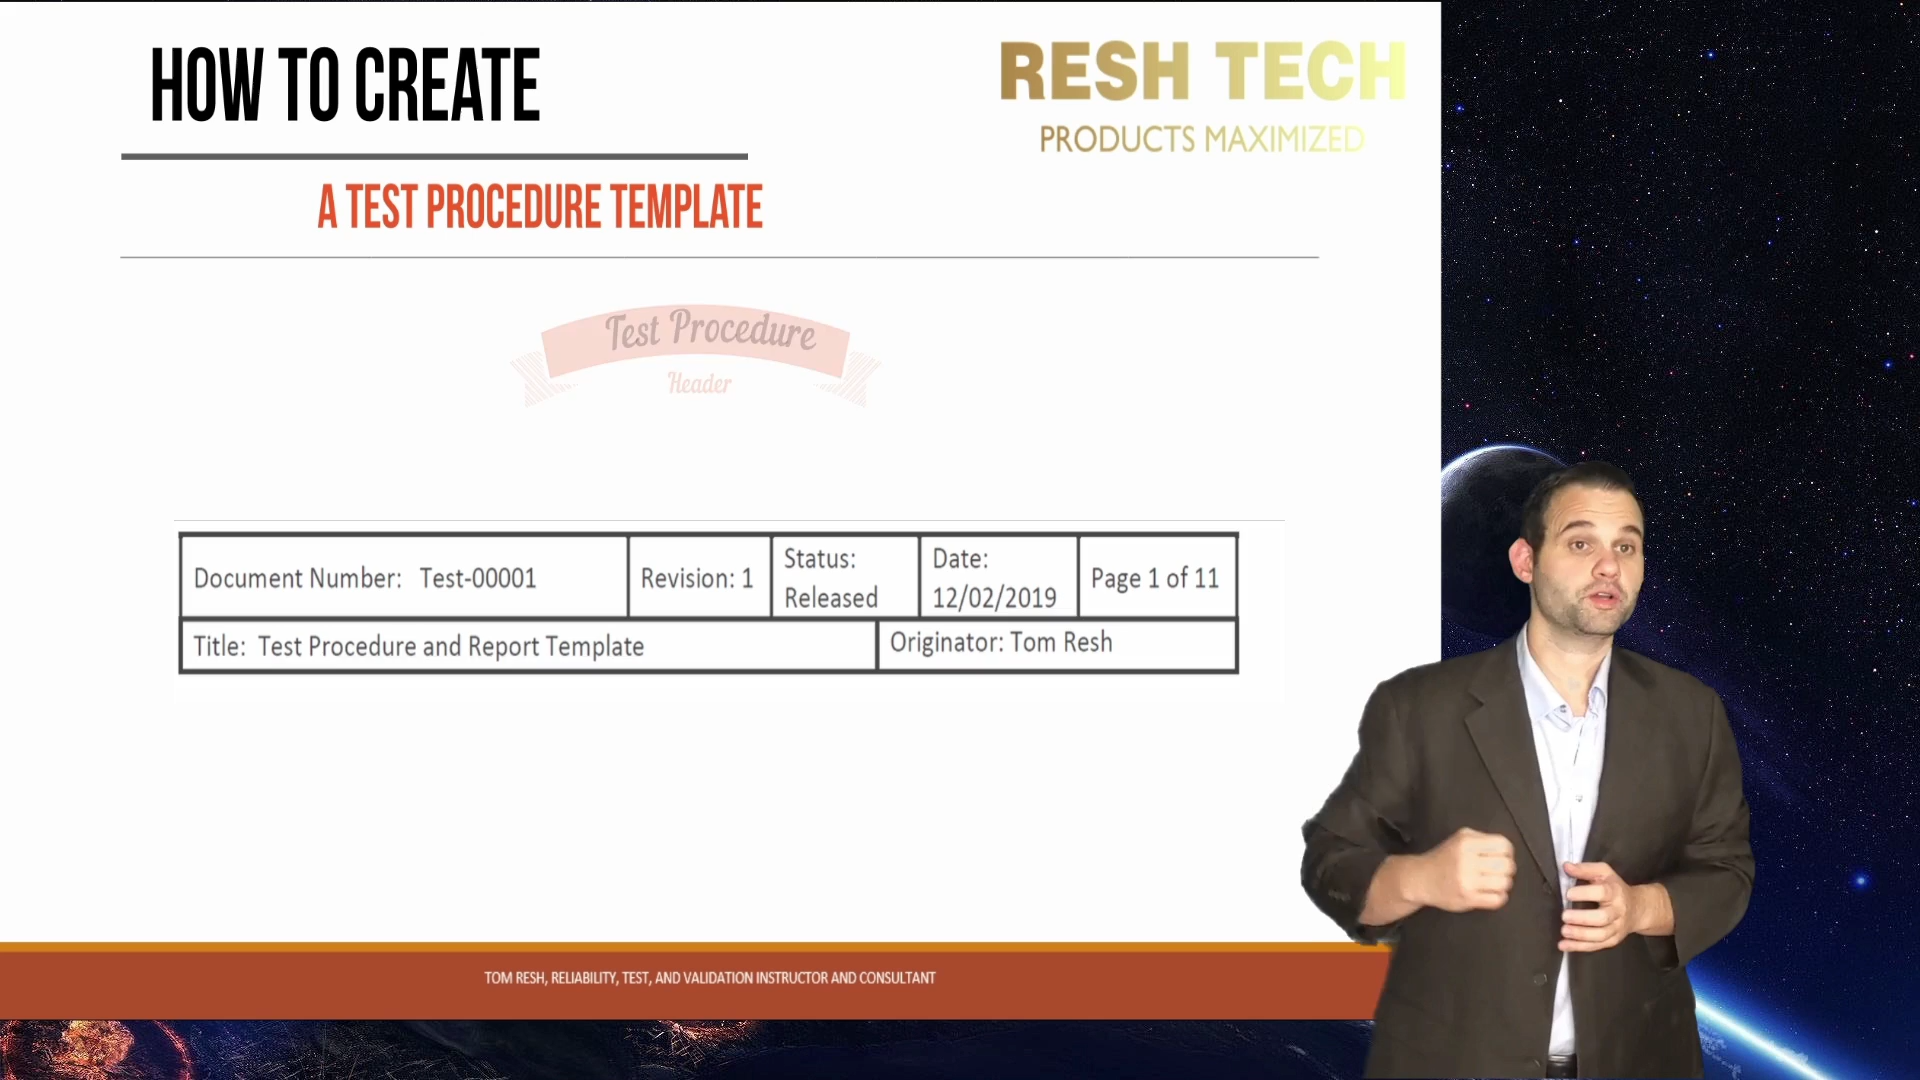 HOW TO CREATE
RESH TECH
PRODUCTS MAXIMIZED
A TEST PROCEDURE TEMPLATE
Test Procedure
Header
Document Number: Test-00001
Revision: 1
Status:
Released
Date:
12/02/2019
Page 1 of 11
Title: Test Procedure and Report Template
Originator: Tom Resh
TOM RESH, RELIABILITY, TEST, AND VALIDATION INSTRUCTOR AND CONSULTANT